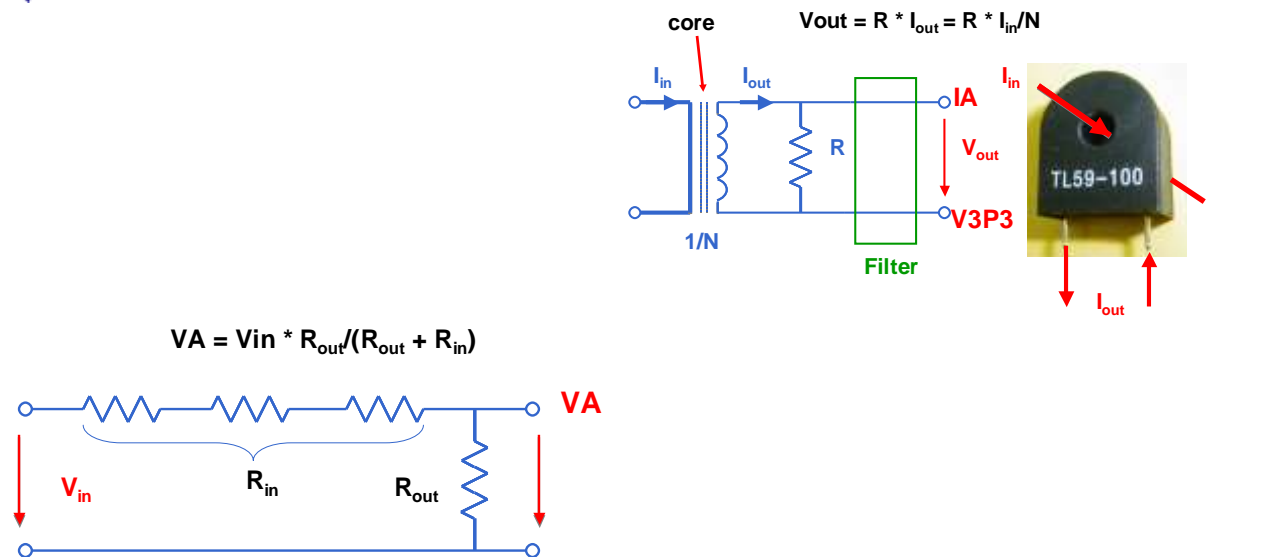 core
Vout = R * Iout = R * Iin/N
Iin
Iout
Iin
IA
R
Vout
TL59-100
V3P3
1/N
Filter
Iout
VA = Vin * Rout/(Rout + Rin)
VA
Vin
Rin
Rout